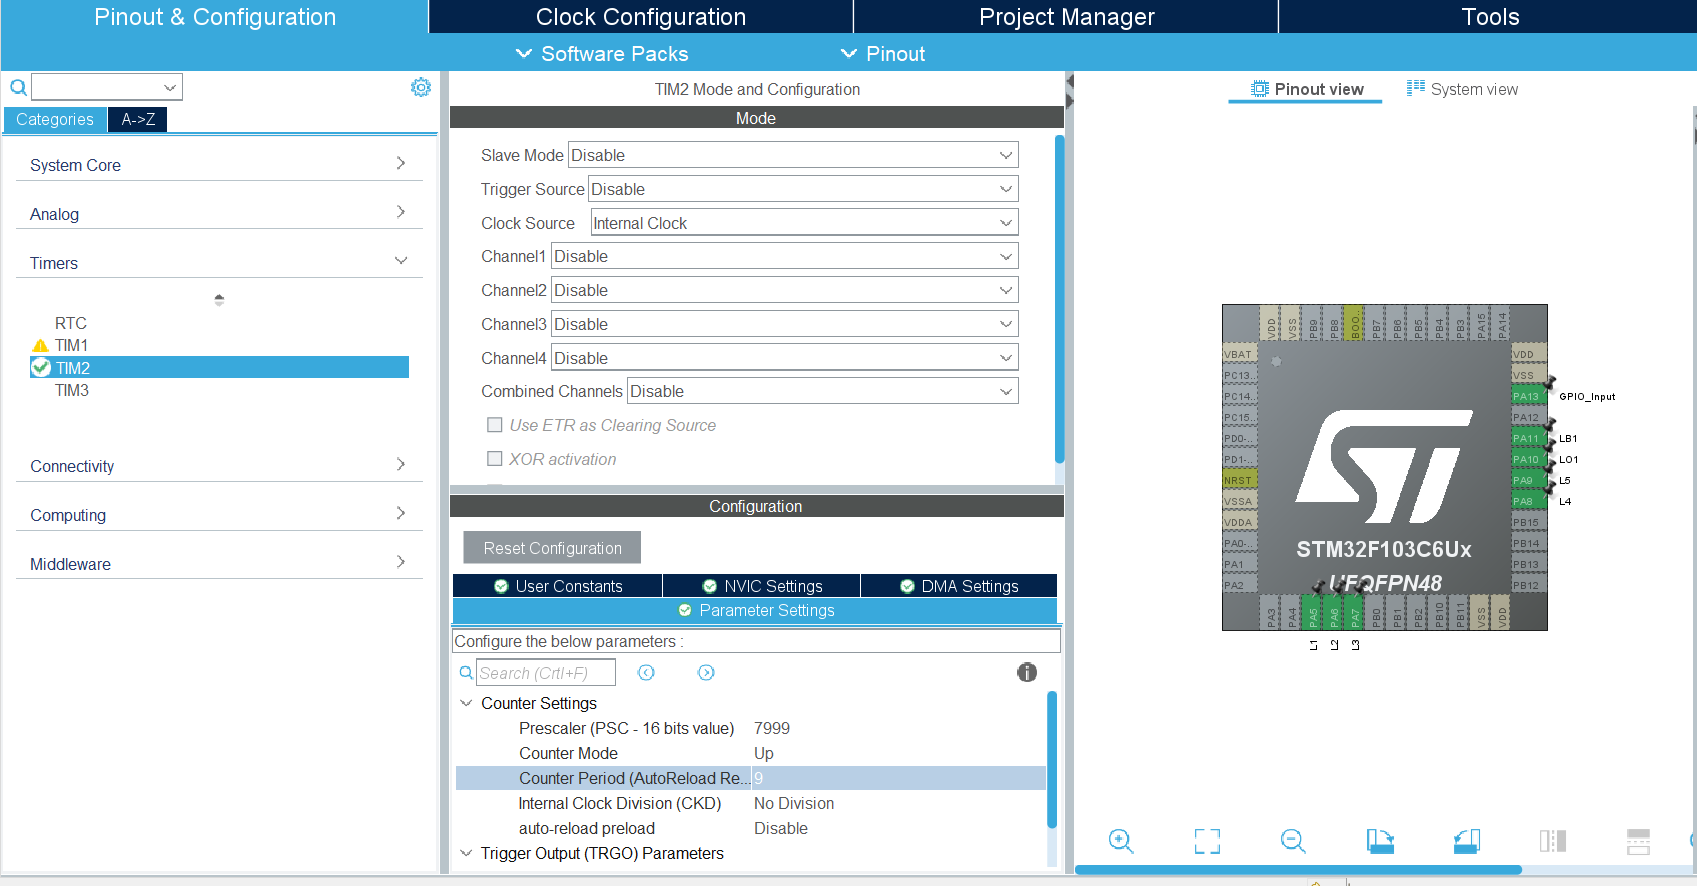 Pinout & Configuration
Clock Configuration
Project Manager
Tools
Software Packs
Pinout
Categories
A->Z
System Core
Analog
Timers
RTC
TIM1
TIM2
TIM3
Connectivity
Computing
Middleware
TIM2 Mode and Configuration
Mode
Slave Mode Disable
Trigger Source Disable
Clock Source Internal Clock
Channel1 Disable
Channel2 Disable
Channel3 Disable
Channel4 Disable
Combined Channels Disable
Use ETR as Clearing Source
XOR activation
Configuration
Reset Configuration
User Constants
NVIC Settings
DMA Settings
Parameter Settings
Configure the below parameters :
Search (Crtl+F)
Counter Settings
Prescaler (PSC - 16 bits value) 7999
Counter Mode Up
Counter Period (AutoReload Re... 9
Internal Clock Division (CKD) No Division
auto-reload preload Disable
Trigger Output (TRGO) Parameters
Pinout view
System view
VDD VSS PB9 PB8 BOO.. PB7 PB6 PB5 PB4 PB3 PA15 PA14
VBAT
PC13..
PC14..
PC15..
PD0-..
PD1-..
NRST
VSSA
VDDA
PA0-..
PA1
PA2
VDD
VSS
PA13 GPIO_Input
PA12
PA11 LB1
PA10 LO1
PA9 L5
PA8 L4
PB15
PB14
PB13
PB12
STM32F103C6Ux
UFQFPN48
PA3 PA4 PA5 PA6 PA7 PB0 PB1 PB2 PB10 PB11 VSS VDD
L1 L2 L3